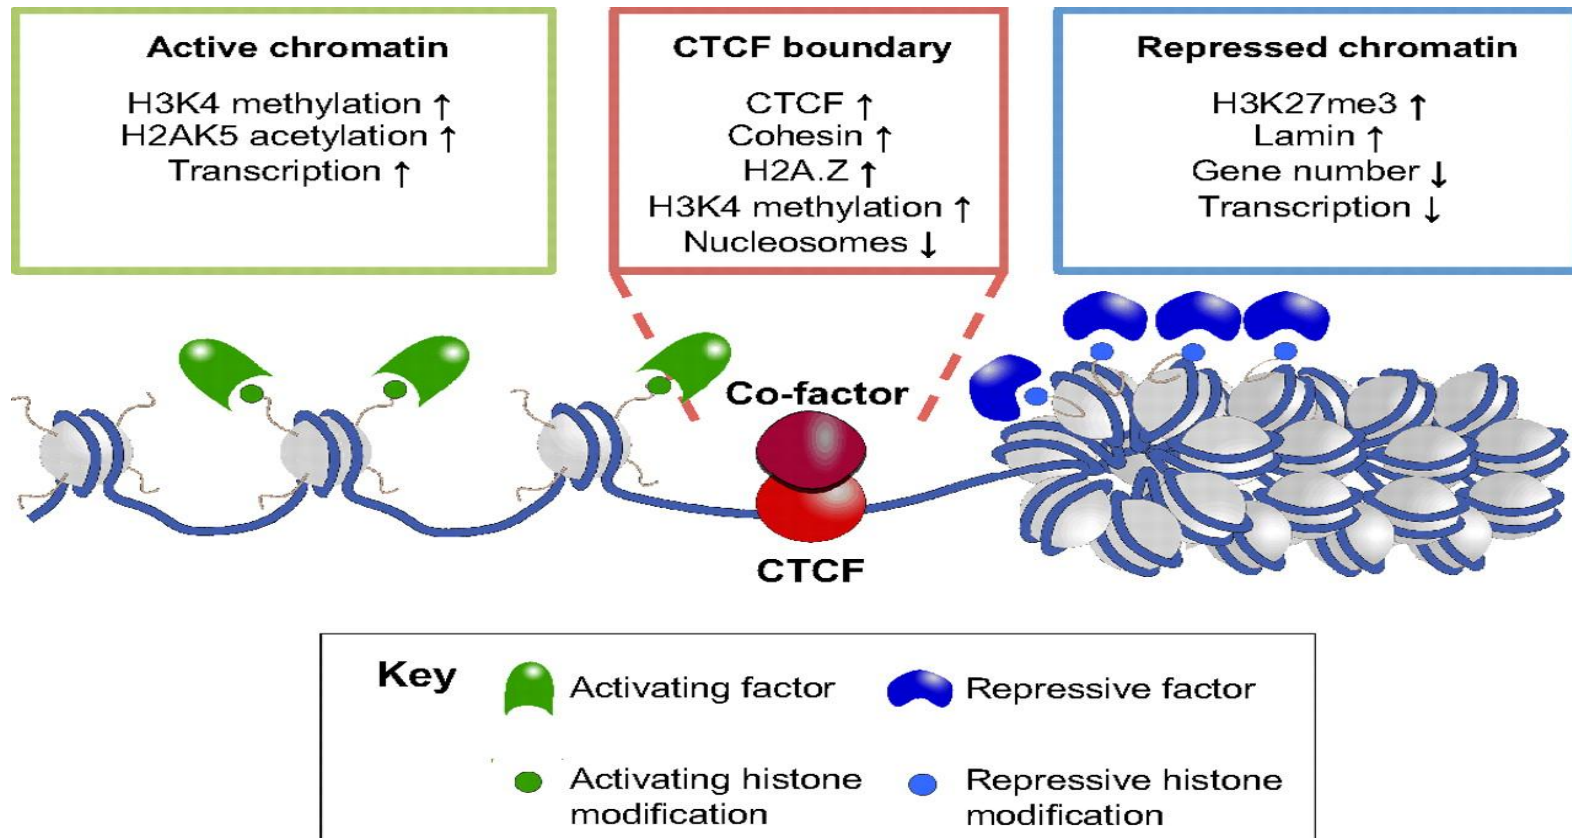 Active chromatin
H3K4 methylation ↑
H2AK5 acetylation ↑
Transcription ↑
CTCF boundary
CTCF ↑
Cohesin ↑
H2A.Z ↑
H3K4 methylation ↑
Nucleosomes ↓
Repressed chromatin
H3K27me3 ↑
Lamin ↑
Gene number ↓
Transcription ↓
Co-factor
CTCF
Key
Activating factor
Repressive factor
Activating histone
modification
Repressive histone
modification